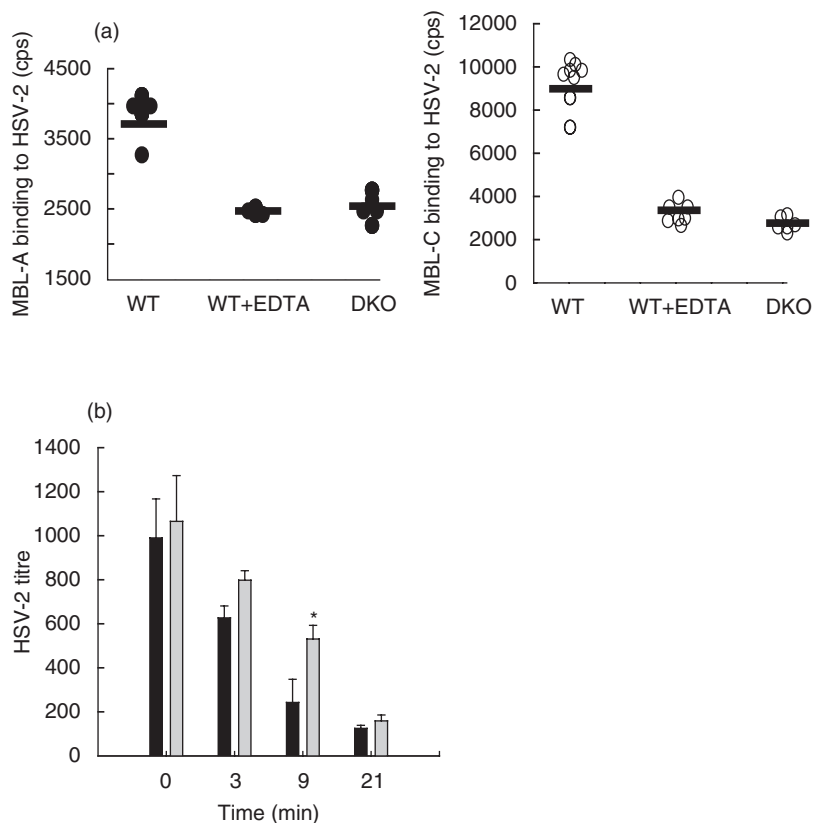 (a)
MBL-A binding to HSV-2 (cps)
4500
3500
2500
1500
WT
WT+EDTA
DKO
MBL-C binding to HSV-2 (cps)
12000
10000
8000
6000
4000
2000
0
WT
WT+EDTA
DKO
(b)
HSV-2 titre
1400
1200
1000
800
600
400
200
0
*
0
3
9
21
Time (min)